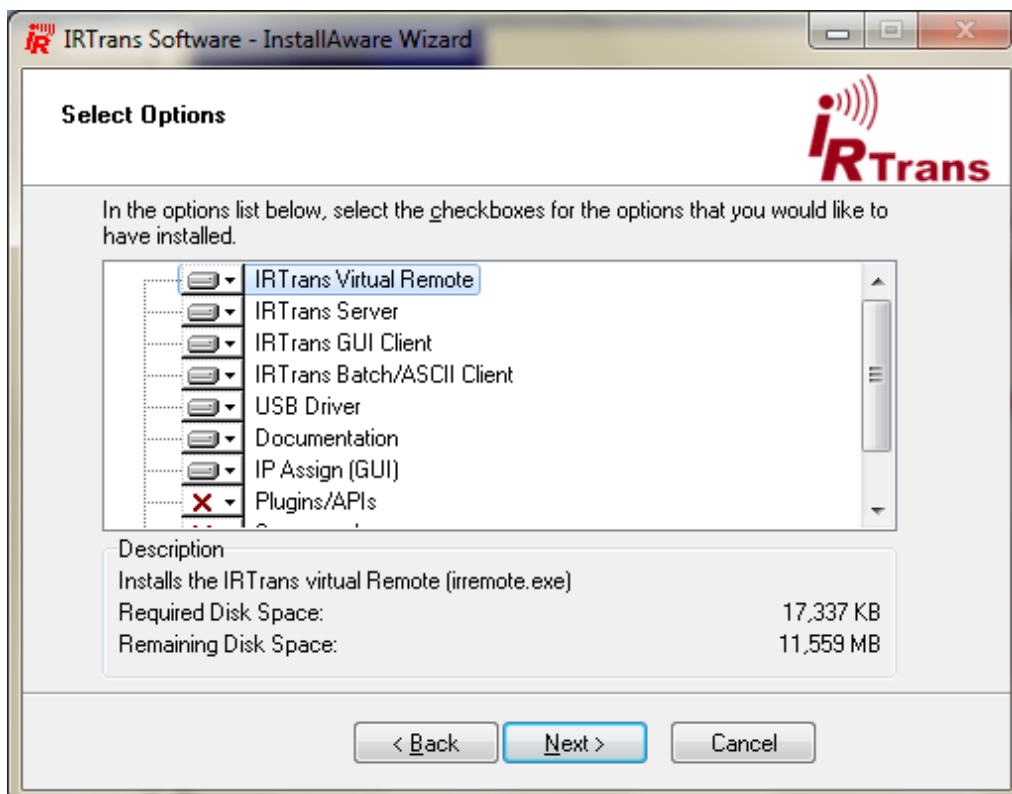 IRTrans Software - InstallAware Wizard
Select Options
IRTrans
In the options list below, select the checkboxes for the options that you would like to
have installed.
IRTrans Virtual Remote
IRTrans Server
IRTrans GUI Client
IRTrans Batch/ASCII Client
USB Driver
Documentation
IP Assign (GUI)
Plugins/APIs
Description
Installs the IRTrans virtual Remote (irremote.exe)
Required Disk Space: 17,337 KB
Remaining Disk Space: 11,559 MB
< Back Next > Cancel